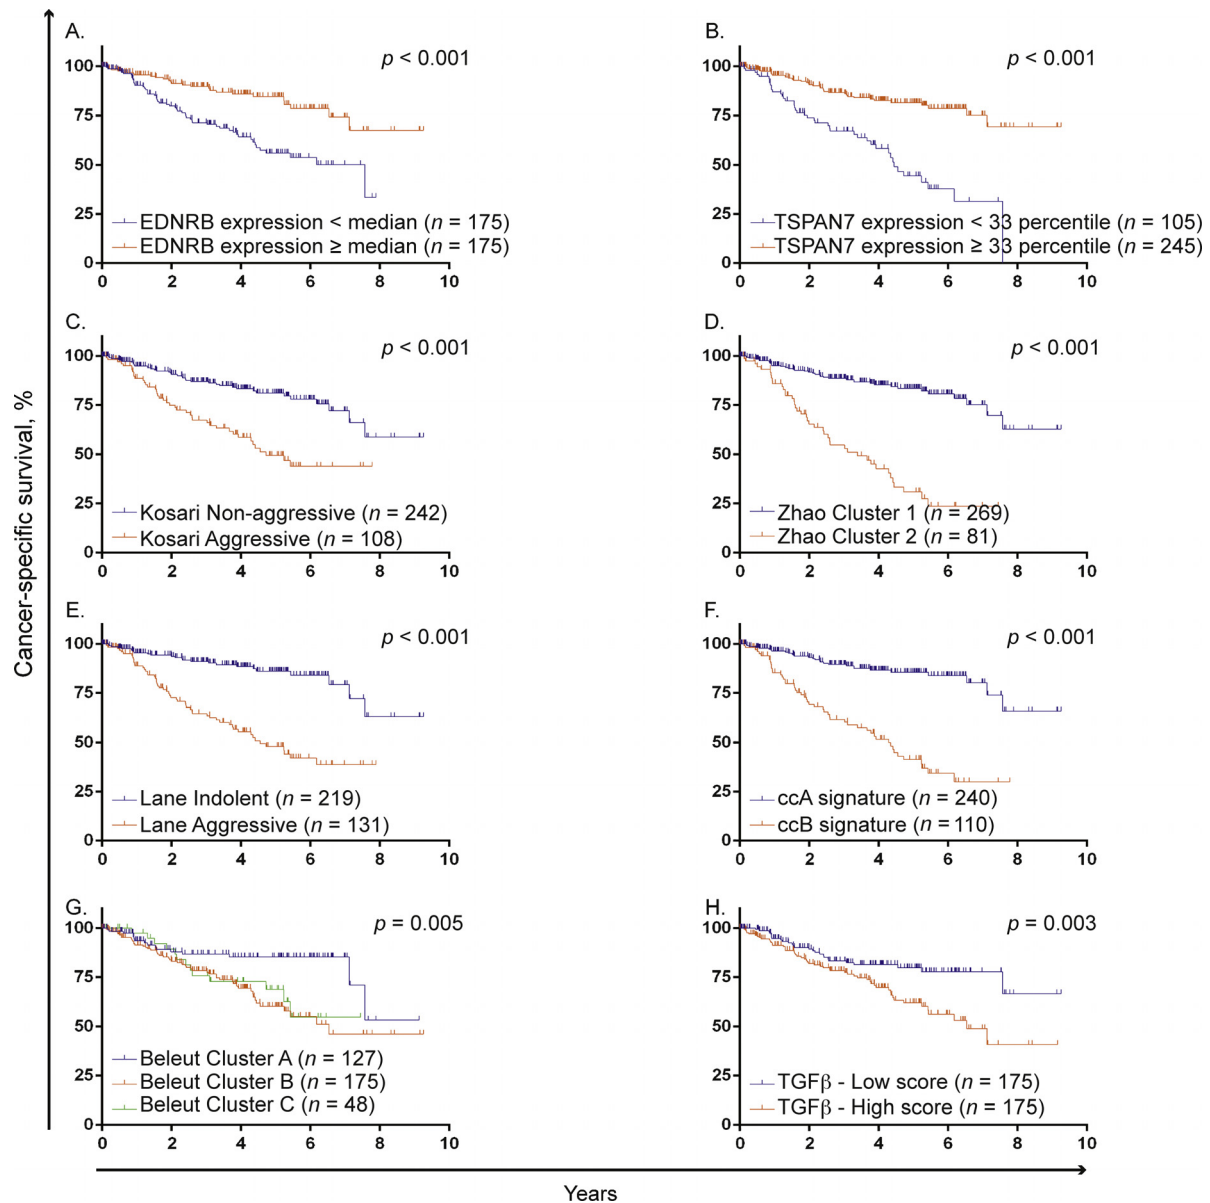 Cancer-specific survival, %
A.
p < 0.001
100
75
50
25
0
EDNRB expression < median (n = 175)
EDNRB expression ≥ median (n = 175)
0 2 4 6 8 10
B.
p < 0.001
100
75
50
25
0
TSPAN7 expression < 33 percentile (n = 105)
TSPAN7 expression ≥ 33 percentile (n = 245)
0 2 4 6 8 10
C.
p < 0.001
100
75
50
25
0
Kosari Non-aggressive (n = 242)
Kosari Aggressive (n = 108)
0 2 4 6 8 10
D.
p < 0.001
100
75
50
25
0
Zhao Cluster 1 (n = 269)
Zhao Cluster 2 (n = 81)
0 2 4 6 8 10
E.
p < 0.001
100
75
50
25
0
Lane Indolent (n = 219)
Lane Aggressive (n = 131)
0 2 4 6 8 10
F.
p < 0.001
100
75
50
25
0
ccA signature (n = 240)
ccB signature (n = 110)
0 2 4 6 8 10
G.
p = 0.005
100
75
50
25
0
Beleut Cluster A (n = 127)
Beleut Cluster B (n = 175)
Beleut Cluster C (n = 48)
0 2 4 6 8 10
H.
p = 0.003
100
75
50
25
0
TGFβ - Low score (n = 175)
TGFβ - High score (n = 175)
0 2 4 6 8 10
Years